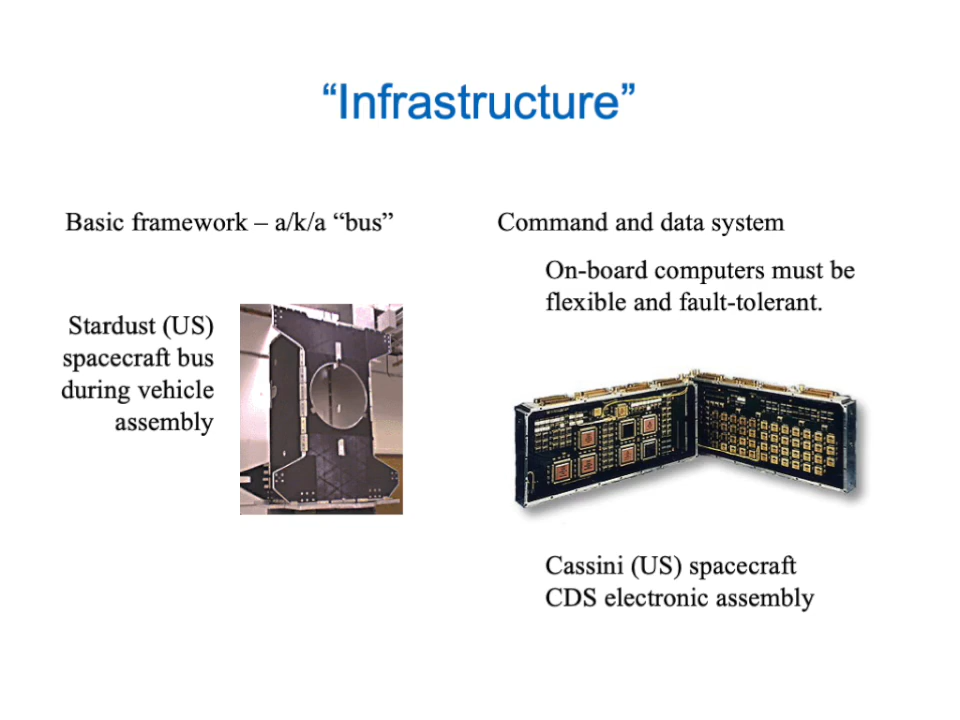 “Infrastructure”
Basic framework – a/k/a “bus”
Stardust (US)
spacecraft bus
during vehicle
assembly
Command and data system
On-board computers must be
flexible and fault-tolerant.
Cassini (US) spacecraft
CDS electronic assembly